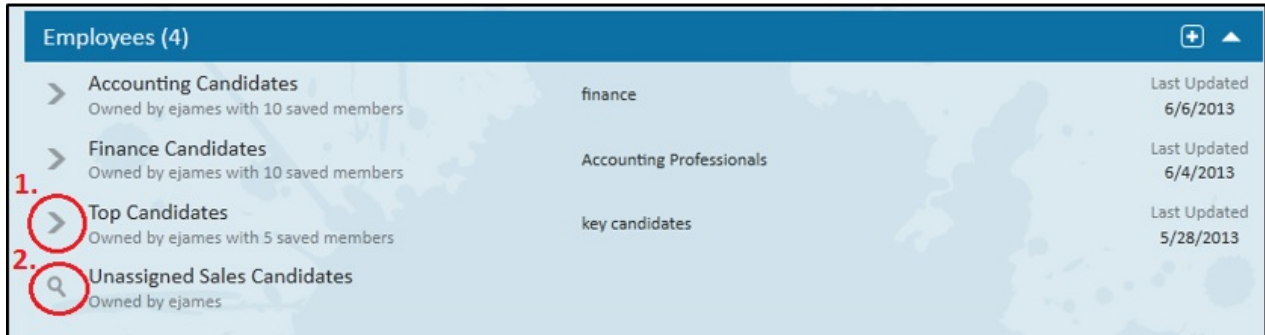 Employees (4)
Accounting Candidates
Owned by ejames with 10 saved members
finance
Last Updated
6/6/2013
Finance Candidates
Owned by ejames with 10 saved members
Accounting Professionals
Last Updated
6/4/2013
1.
Top Candidates
Owned by ejames with 5 saved members
key candidates
Last Updated
5/28/2013
2.
Unassigned Sales Candidates
Owned by ejames